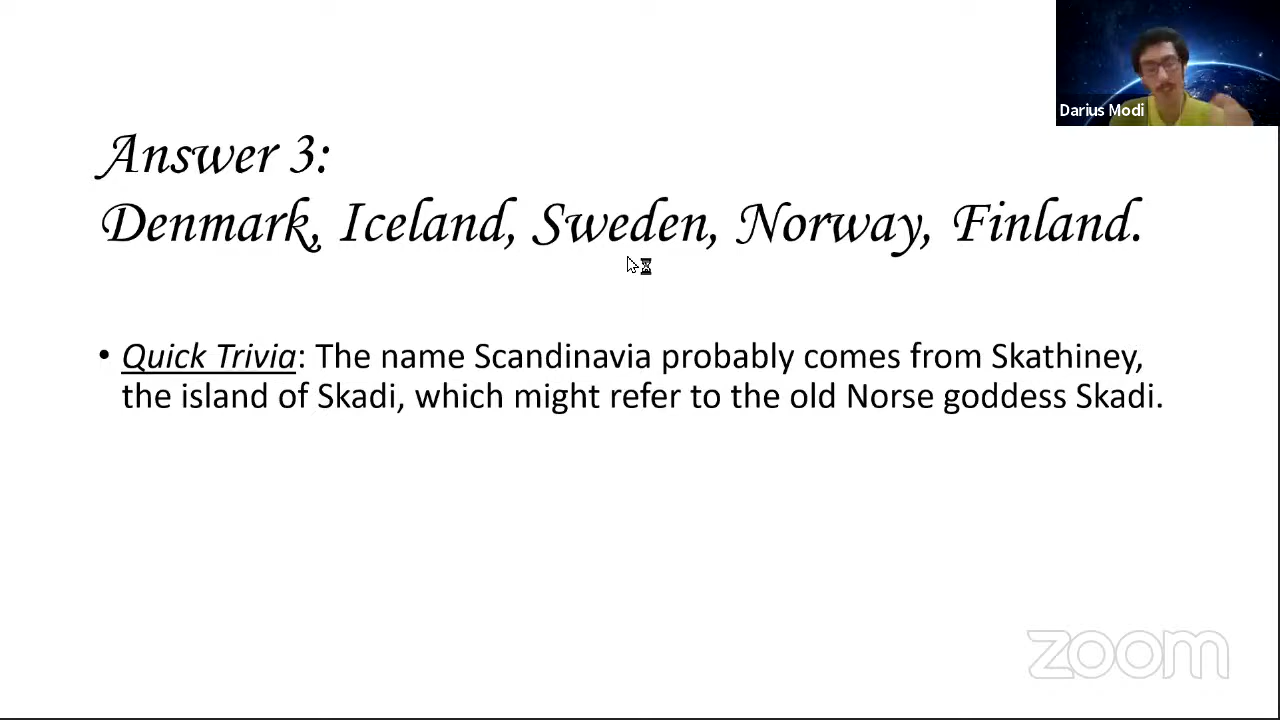 Darius Modi
Answer 3:
Denmark, Iceland, Sweden, Norway, Finland.
• Quick Trivia: The name Scandinavia probably comes from Skathiney,
the island of Skadi, which might refer to the old Norse goddess Skadi.
zoom